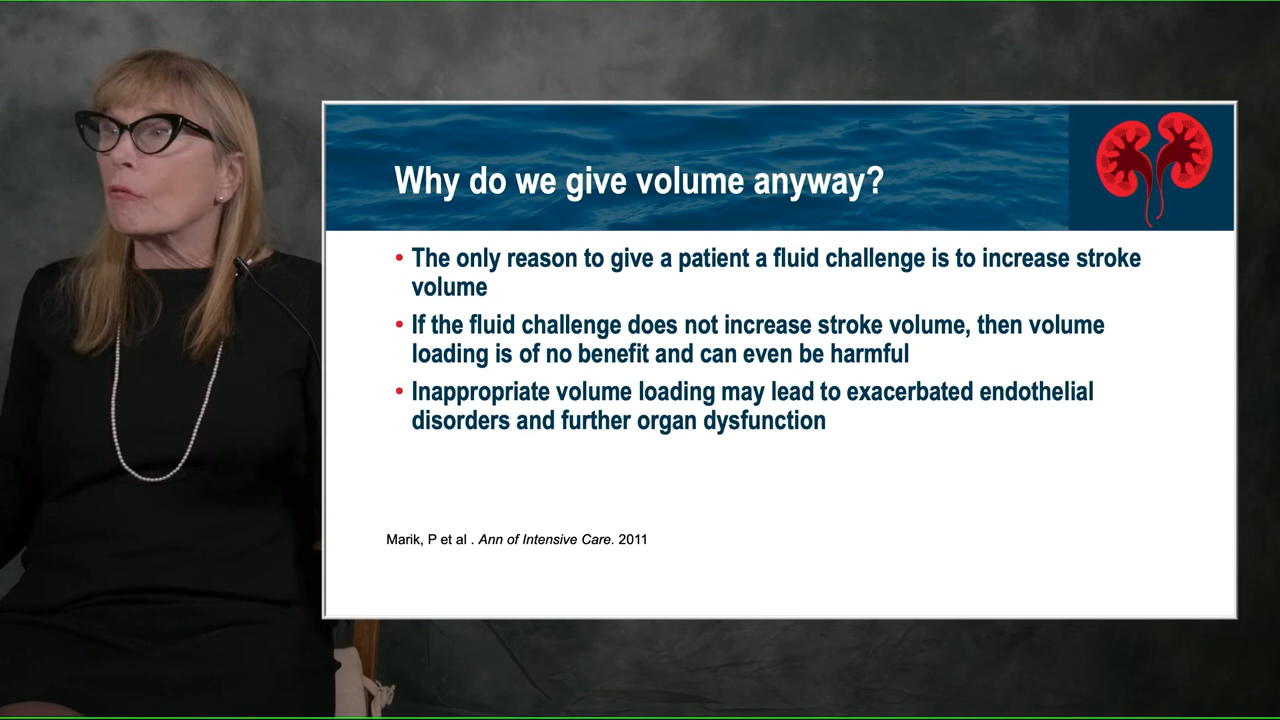 Why do we give volume anyway?
• The only reason to give a patient a fluid challenge is to increase stroke
volume
• If the fluid challenge does not increase stroke volume, then volume
loading is of no benefit and can even be harmful
• Inappropriate volume loading may lead to exacerbated endothelial
disorders and further organ dysfunction
Marik, P et al . Ann of Intensive Care. 2011